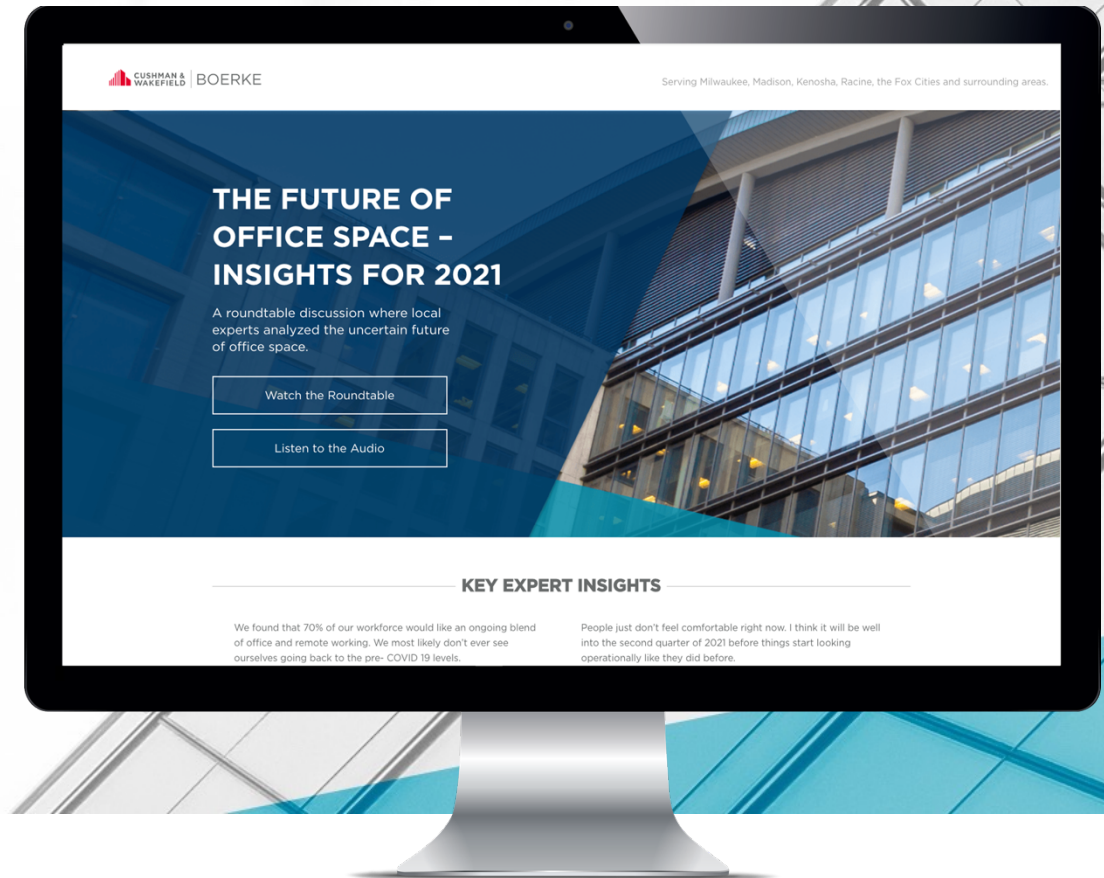 CUSHMAN &
WAKEFIELD
BOERKE
Serving Milwaukee, Madison, Kenosha, Racine, the Fox Cities and surrounding areas.
THE FUTURE OF
OFFICE SPACE –
INSIGHTS FOR 2021
A roundtable discussion where local
experts analyzed the uncertain future
of office space.
Watch the Roundtable
Listen to the Audio
KEY EXPERT INSIGHTS
We found that 70% of our workforce would like an ongoing blend
of office and remote working. We most likely don’t ever see
ourselves going back to the pre- COVID 19 levels.
People just don’t feel comfortable right now. I think it will be well
into the second quarter of 2021 before things start looking
operationally like they did before.